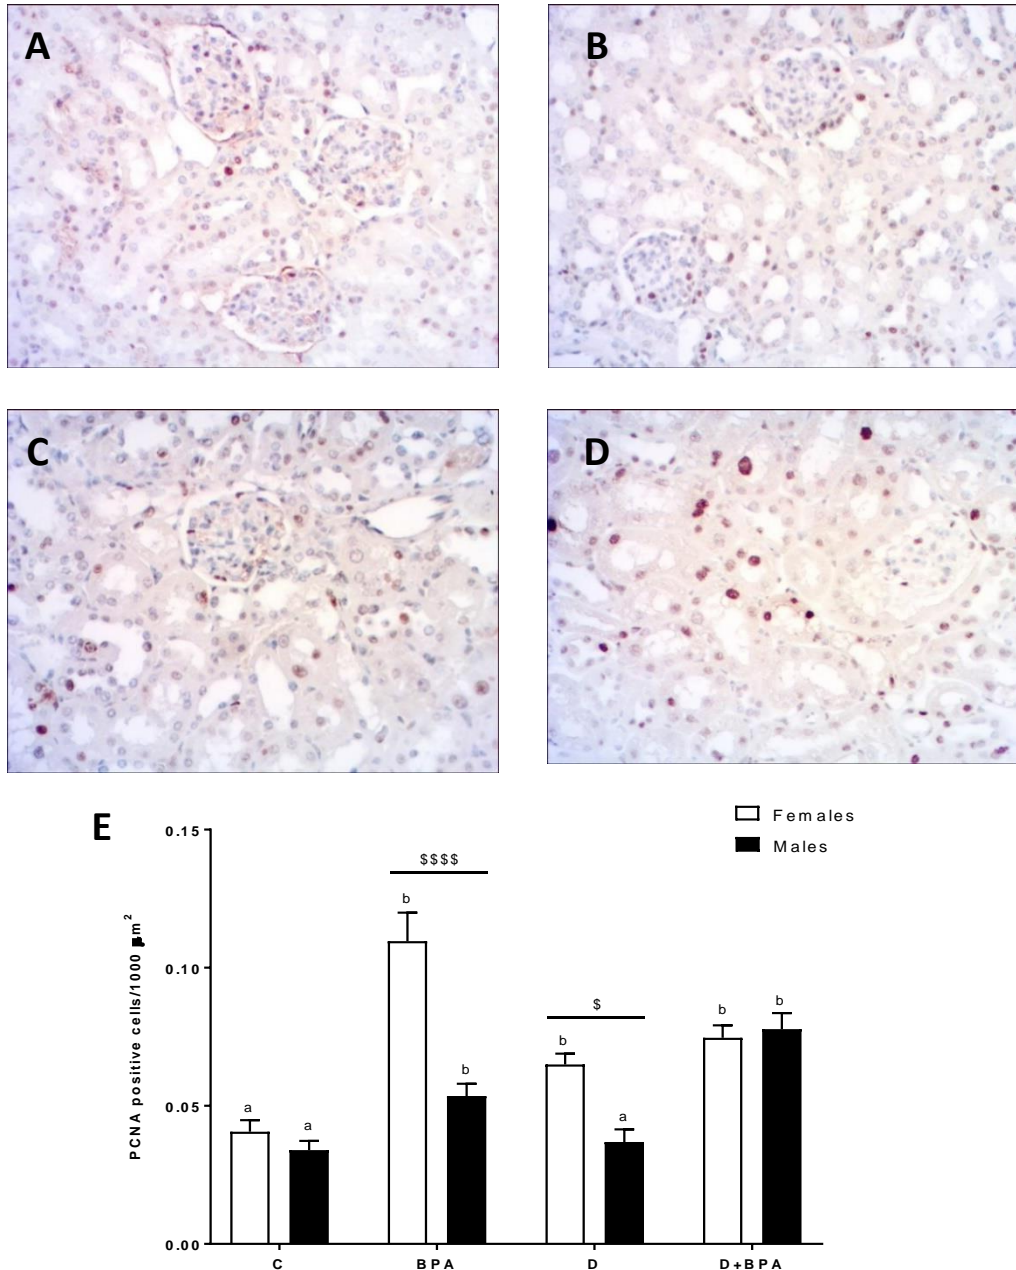 A
B
C
D
E
Females
Males
0.15
0.10
0.05
0.00
PCNA positive cells/1000 µm²
$$$$
$
a
a
b
b
b
a
b
b
C
BPA
D
D+BPA